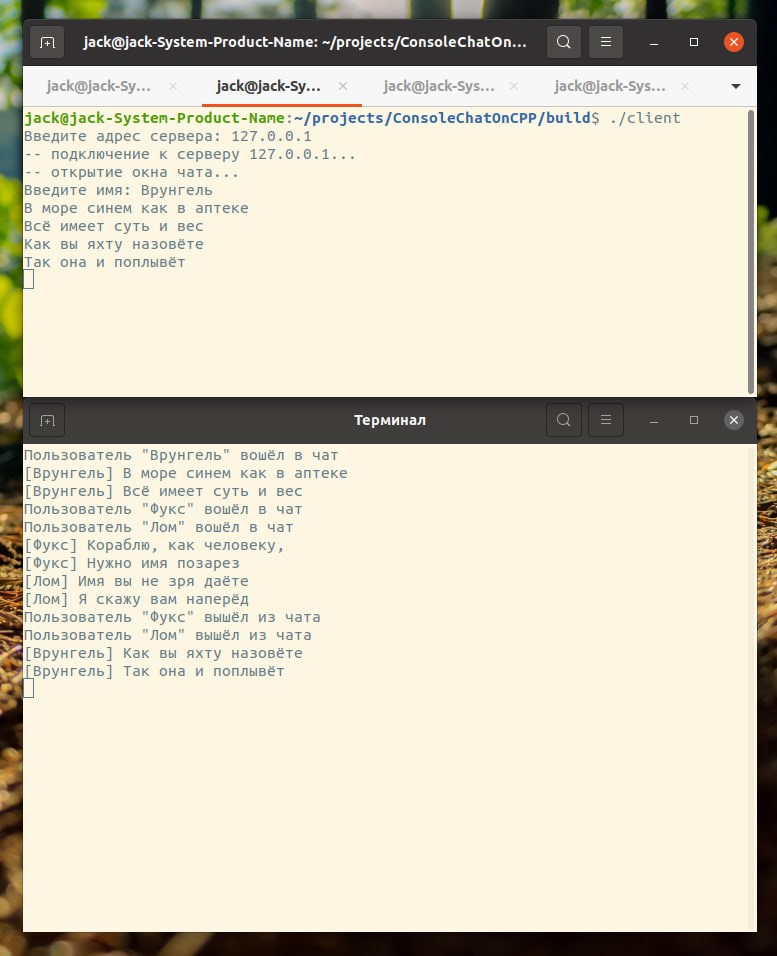 jack@jack-System-Product-Name: ~/projects/ConsoleChatOn...
jack@jack-Sy... jack@jack-Sy... jack@jack-Sys... jack@jack-Sys...
jack@jack-System-Product-Name:~/projects/ConsoleChatOnCPP/build$ ./client
Введите адрес сервера: 127.0.0.1
-- подключение к серверу 127.0.0.1...
-- открытие окна чата...
Введите имя: Врунгель
В море синем как в аптеке
Всё имеет суть и вес
Как вы яхту назовёте
Так она и поплывёт
Терминал
Пользователь "Врунгель" вошёл в чат
[Врунгель] В море синем как в аптеке
[Врунгель] Всё имеет суть и вес
Пользователь "Фукс" вошёл в чат
Пользователь "Лом" вошёл в чат
[Фукс] Кораблю, как человеку,
[Фукс] Нужно имя позарез
[Лом] Имя вы не зря даёте
[Лом] Я скажу вам наперёд
Пользователь "Фукс" вышёл из чата
Пользователь "Лом" вышёл из чата
[Врунгель] Как вы яхту назовёте
[Врунгель] Так она и поплывёт